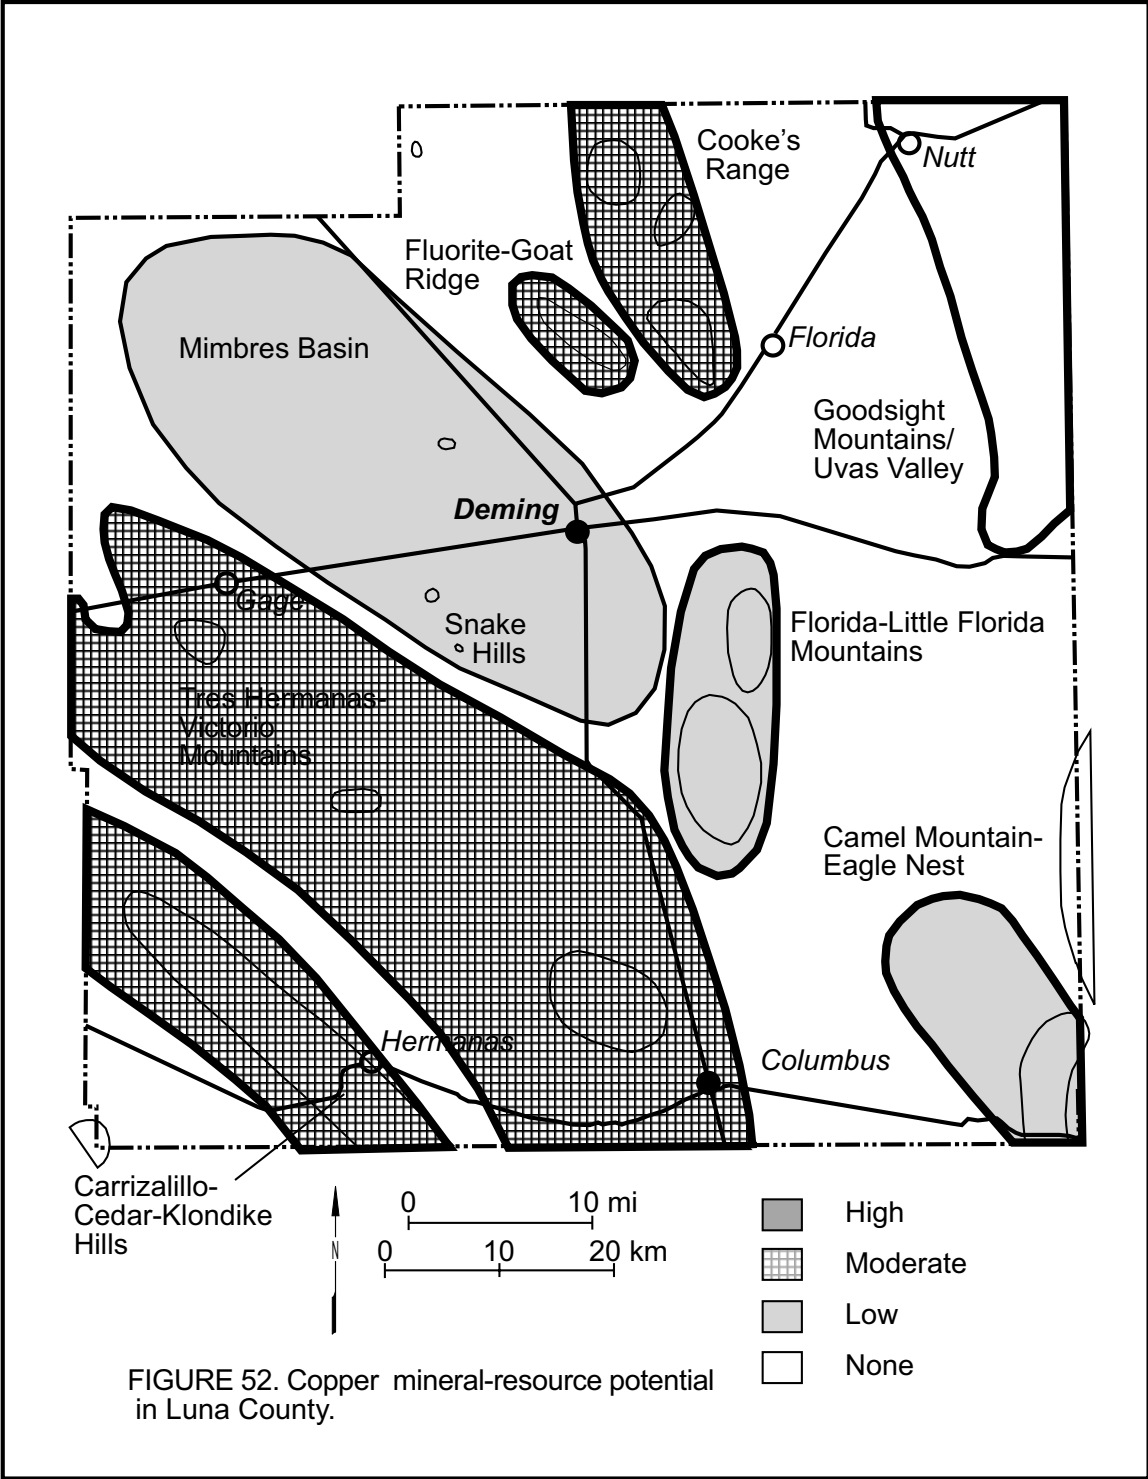 Cooke’s
Range
Nutt
Fluorite-Goat
Ridge
Mimbres Basin
Florida
Goodsight
Mountains/
Uvas Valley
Deming
Gage
Snake
Hills
Florida-Little Florida
Mountains
Tres Hermanas-
Victorio
Mountains
Camel Mountain-
Eagle Nest
Hermanas
Columbus
Carrizalillo-
Cedar-Klondike
Hills
N
0 10 mi
0 10 20 km
High
Moderate
Low
None
FIGURE 52. Copper mineral-resource potential
in Luna County.